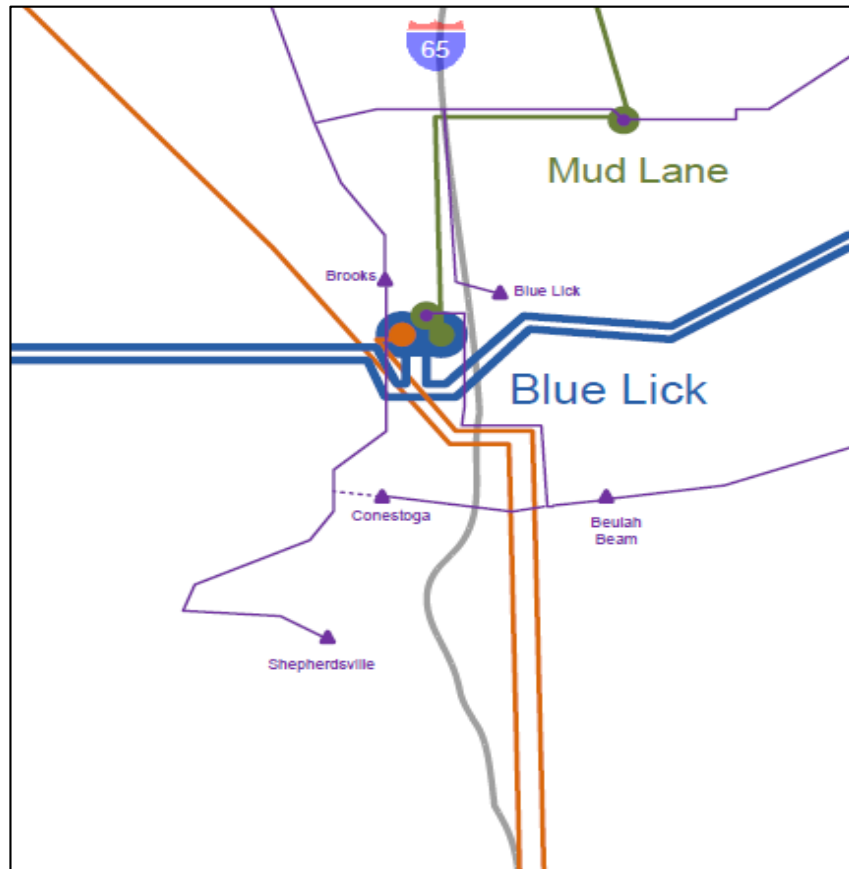 65
Mud Lane
Brooks
Blue Lick
Blue Lick
Conestoga
Beulah
Beam
Shepherdsville